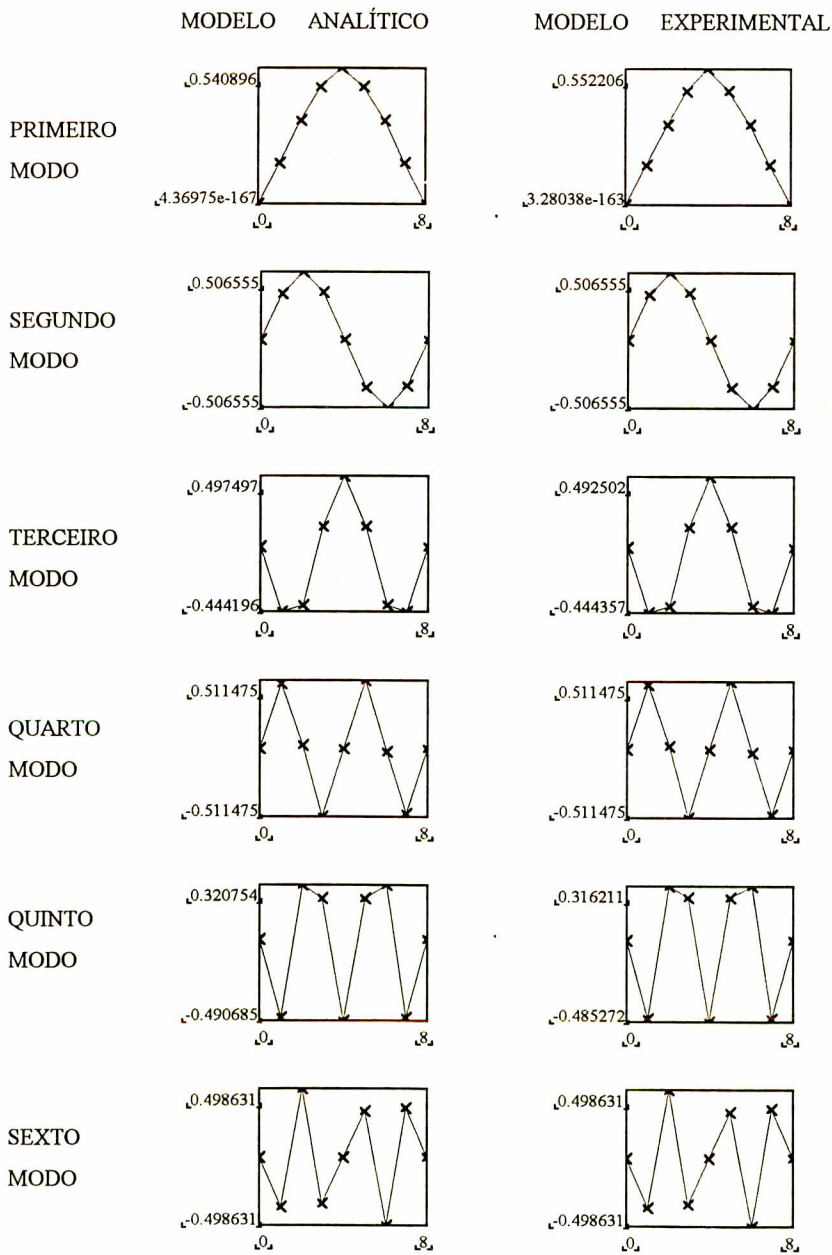 MODELO ANALÍTICO MODELO EXPERIMENTAL
PRIMEIRO
MODO
0.540896
4.36975e-167
0 8
0.552206
3.28038e-163
0 8
SEGUNDO
MODO
0.506555
-0.506555
0 8
0.506555
-0.506555
0 8
TERCEIRO
MODO
0.497497
-0.444196
0 8
0.492502
-0.444357
0 8
QUARTO
MODO
0.511475
-0.511475
0 8
0.511475
-0.511475
0 8
QUINTO
MODO
0.320754
-0.490685
0 8
0.316211
-0.485272
0 8
SEXTO
MODO
0.498631
-0.498631
0 8
0.498631
-0.498631
0 8